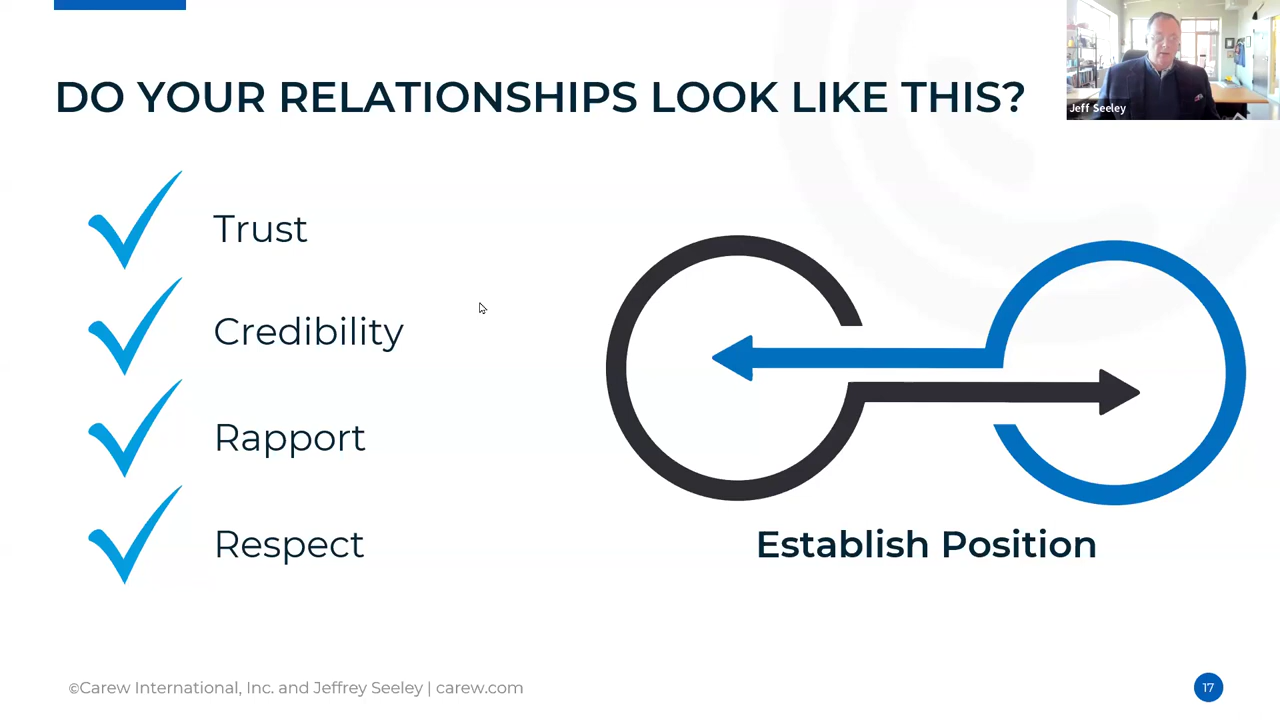 DO YOUR RELATIONSHIPS LOOK LIKE THIS?
Jeff Seeley
Trust
Credibility
Rapport
Respect
Establish Position
©Carew International, Inc. and Jeffrey Seeley | carew.com
17